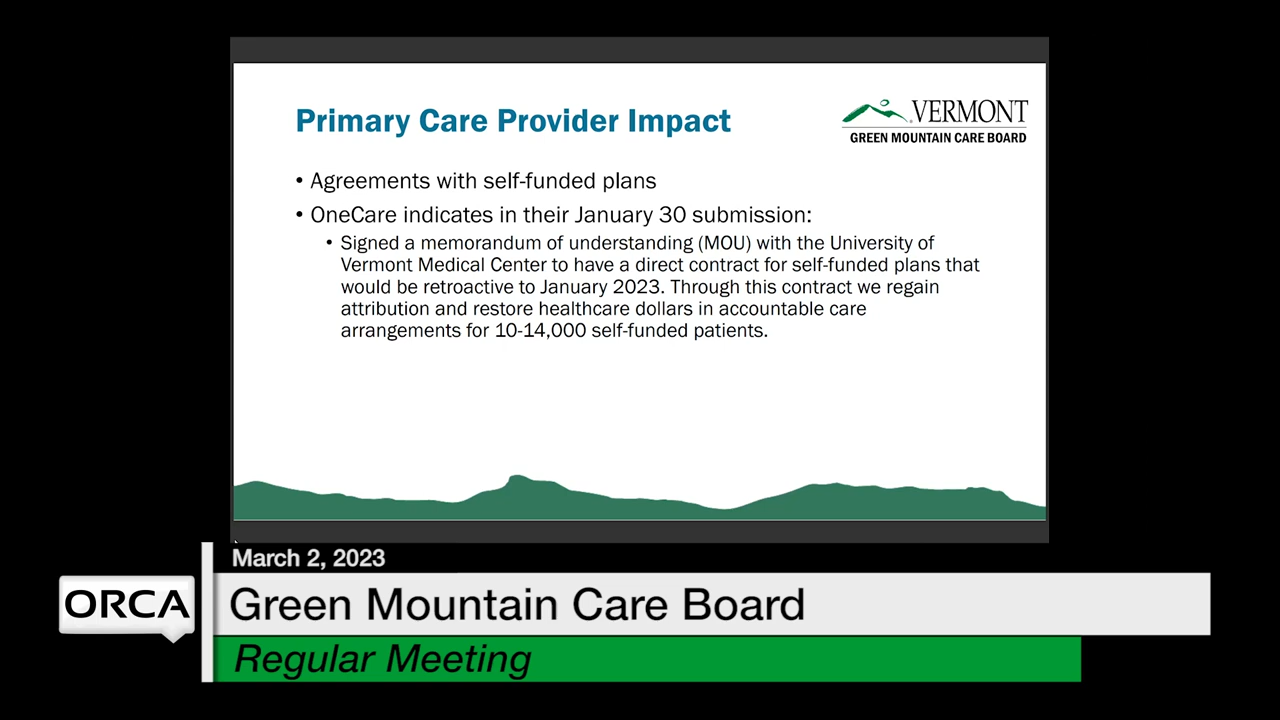 Primary Care Provider Impact
VERMONT
GREEN MOUNTAIN CARE BOARD
• Agreements with self-funded plans
• OneCare indicates in their January 30 submission:
• Signed a memorandum of understanding (MOU) with the University of
Vermont Medical Center to have a direct contract for self-funded plans that
would be retroactive to January 2023. Through this contract we regain
attribution and restore healthcare dollars in accountable care
arrangements for 10-14,000 self-funded patients.
March 2, 2023
ORCA
Green Mountain Care Board
Regular Meeting